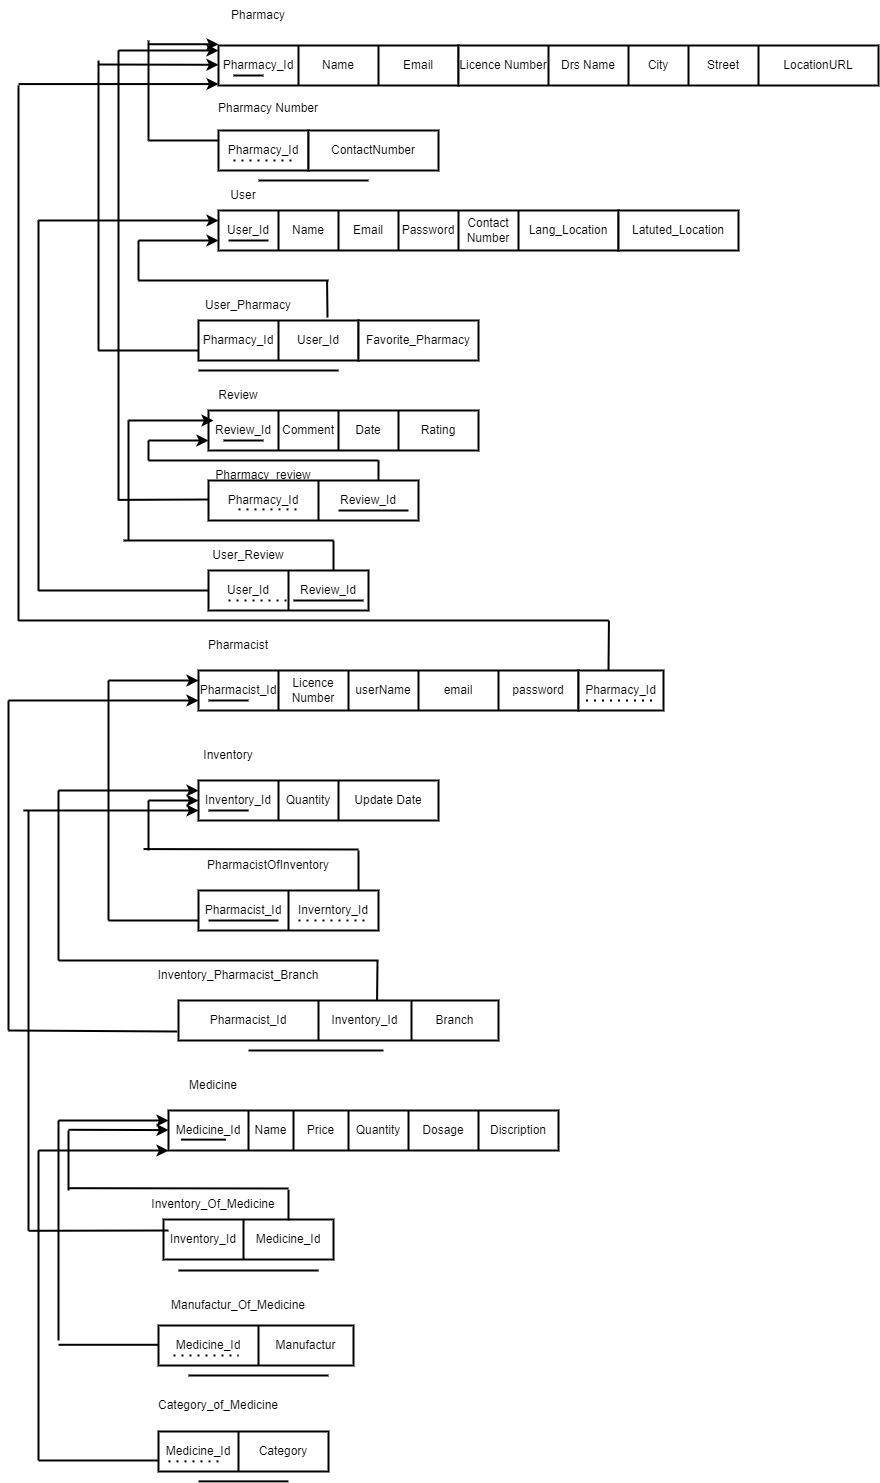 Pharmacy
Pharmacy_Id Name Email Licence Number Drs Name City Street LocationURL
Pharmacy Number
Pharmacy_Id ContactNumber
User
User_Id Name Email Password Contact Number Lang_Location Latuted_Location
User_Pharmacy
Pharmacy_Id User_Id Favorite_Pharmacy
Review
Review_Id Comment Date Rating
Pharmacy_review
Pharmacy_Id Review_Id
User_Review
User_Id Review_Id
Pharmacist
Pharmacist_Id Licence Number userName email password Pharmacy_Id
Inventory
Inventory_Id Quantity Update Date
PharmacistOfInventory
Pharmacist_Id Inverntory_Id
Inventory_Pharmacist_Branch
Pharmacist_Id Inventory_Id Branch
Medicine
Medicine_Id Name Price Quantity Dosage Discription
Inventory_Of_Medicine
Inventory_Id Medicine_Id
Manufactur_Of_Medicine
Medicine_Id Manufactur
Category_of_Medicine
Medicine_Id Category